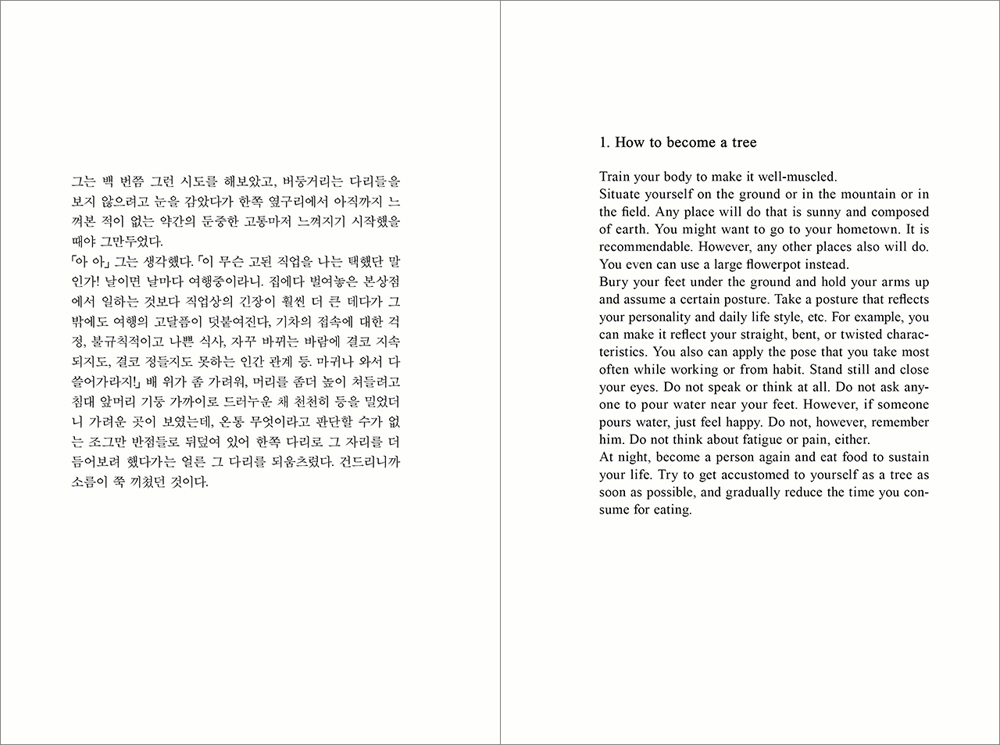 그는 백 번쯤 그런 시도를 해보았고, 버둥거리는 다리들을
보지 않으려고 눈을 감았다가 한쪽 옆구리에서 아직까지 느
껴본 적이 없는 약간의 둔중한 고통마저 느껴지기 시작했을
때야 그만두었다.
「아 아」 그는 생각했다. 「이 무슨 고된 직업을 나는 택했단 말
인가! 날이면 날마다 여행중이라니. 집에다 벌여놓은 본상점
에서 일하는 것보다 직업상의 긴장이 훨씬 더 큰 데다가 그
밖에도 여행의 고달픔이 덧붙여진다, 기차의 접속에 대한 걱
정, 불규칙적이고 나쁜 식사, 자꾸 바뀌는 바람에 결코 지속
되지도, 결코 정들지도 못하는 인간 관계 등. 마귀나 와서 다
쓸어가라지!」 배 위가 좀 가려워, 머리를 좀더 높이 쳐들려고
침대 앞머리 기둥 가까이로 드러누운 채 천천히 등을 밀었더
니 가려운 곳이 보였는데, 온통 무엇이라고 판단할 수가 없
는 조그만 반점들로 뒤덮여 있어 한쪽 다리로 그 자리를 더
듬어보려 했다가는 얼른 그 다리를 되움츠렸다. 건드리니까
소름이 쭉 끼쳤던 것이다.
1. How to become a tree
Train your body to make it well-muscled.
Situate yourself on the ground or in the mountain or in
the field. Any place will do that is sunny and composed
of earth. You might want to go to your hometown. It is
recommendable. However, any other places also will do.
You even can use a large flowerpot instead.
Bury your feet under the ground and hold your arms up
and assume a certain posture. Take a posture that reflects
your personality and daily life style, etc. For example, you
can make it reflect your straight, bent, or twisted charac-
teristics. You also can apply the pose that you take most
often while working or from habit. Stand still and close
your eyes. Do not speak or think at all. Do not ask any-
one to pour water near your feet. However, if someone
pours water, just feel happy. Do not, however, remember
him. Do not think about fatigue or pain, either.
At night, become a person again and eat food to sustain
your life. Try to get accustomed to yourself as a tree as
soon as possible, and gradually reduce the time you con-
sume for eating.